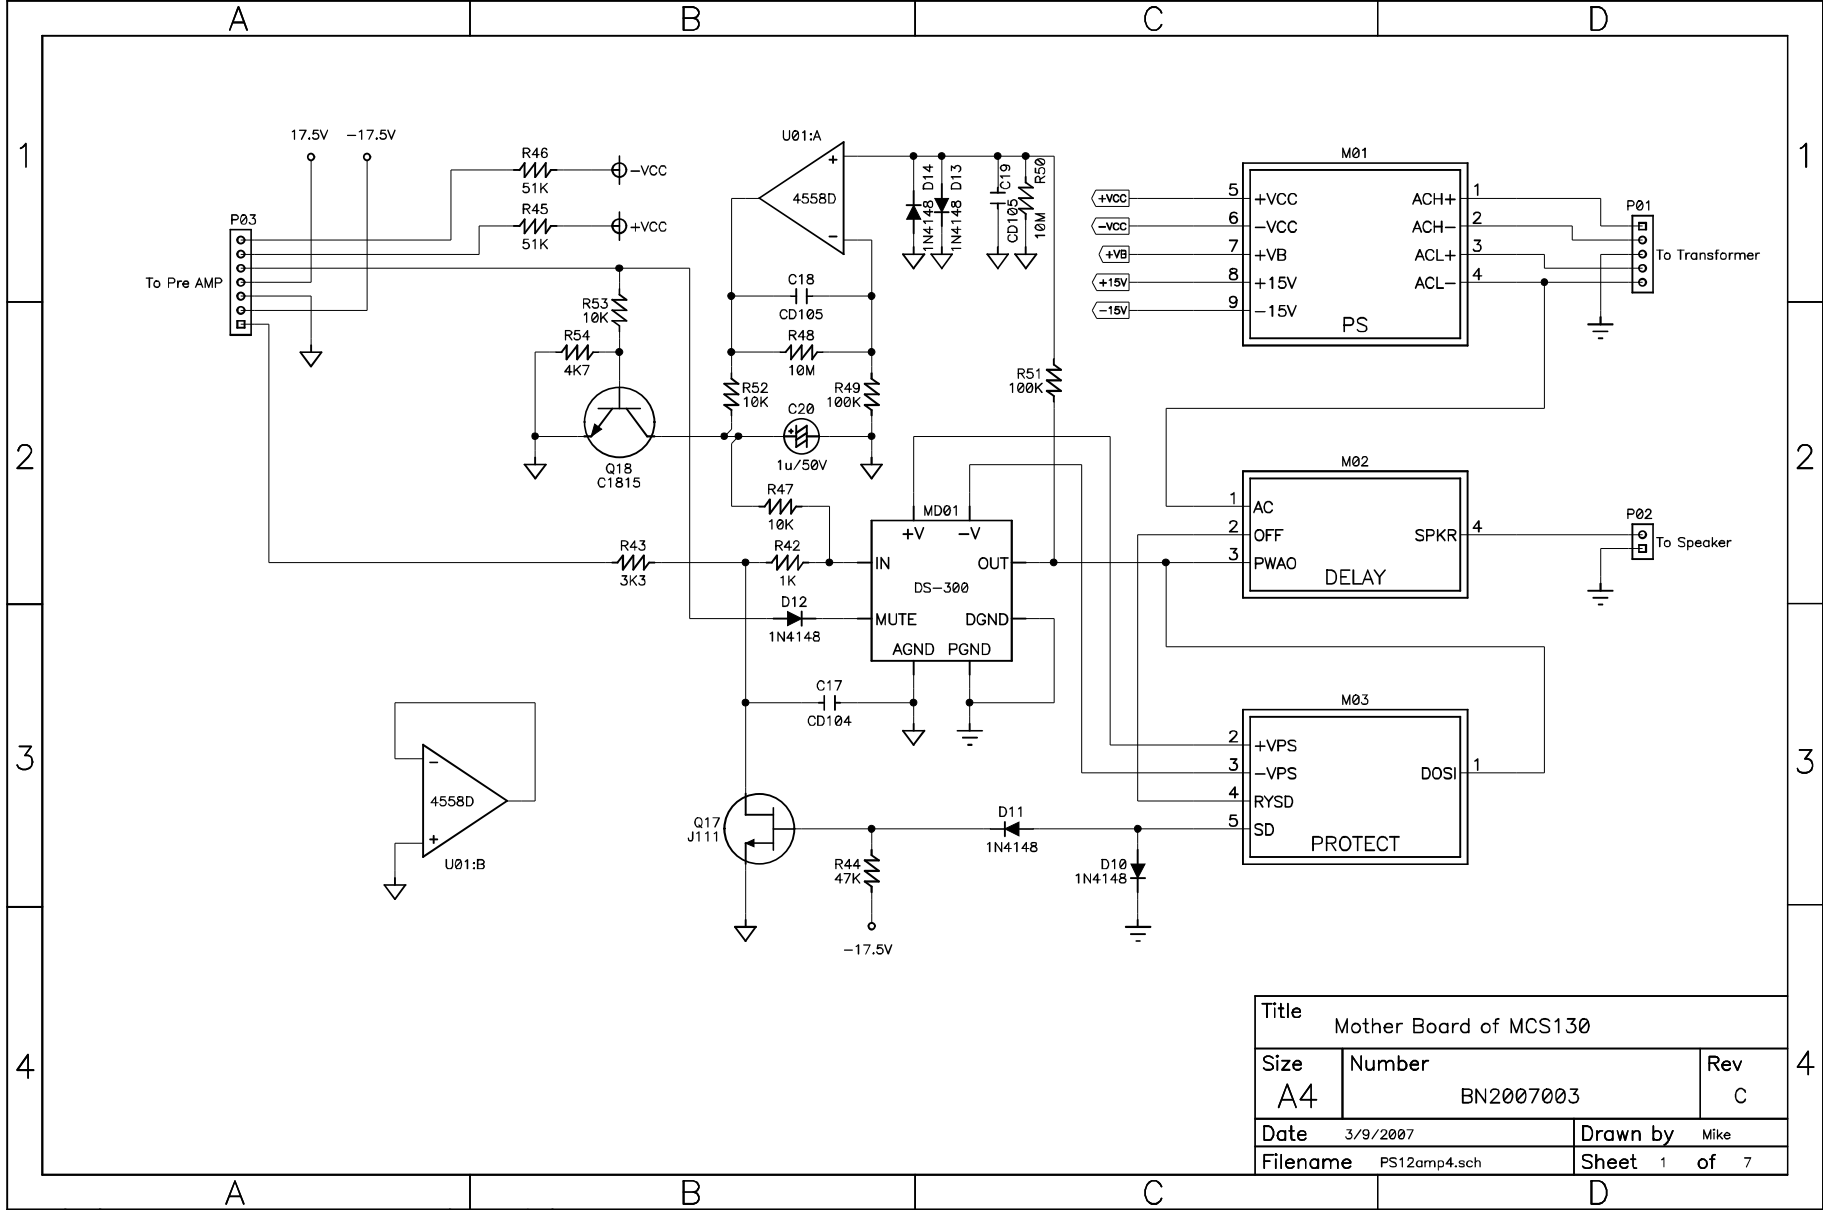 A B C D
1 1
2 2
3 3
4 4
17.5V -17.5V
P03
To Pre AMP
R46
51K
-VCC
R45
51K
+VCC
R53
10K
R54
4K7
Q18
C1815
U01:A
+
4558D
-
C18
CD105
R48
10M
R52
10K
R49
100K
C20
+
1u/50V
1N4148 D14
1N4148 D13
CD105 C19
10M R50
R51
100K
R47
10K
R43
3K3
R42
1K
D12
1N4148
MD01
+V -V
IN OUT
DS-300
MUTE DGND
AGND PGND
C17
CD104
-
4558D
+
U01:B
Q17
J111
R44
47K
-17.5V
D11
1N4148
D10
1N4148
M01
+VCC 5 +VCC ACH+ 1
-VCC 6 -VCC ACH- 2
+VB 7 +VB ACL+ 3
+15V 8 +15V ACL- 4
-15V 9 -15V
PS
P01
To Transformer
M02
1 AC
2 OFF SPKR 4
3 PWAO
DELAY
P02
To Speaker
M03
2 +VPS
3 -VPS DOSI 1
4 RYSD
5 SD
PROTECT
Title
Mother Board of MCS130
Size Number Rev
A4 BN2007003 C
Date 3/9/2007 Drawn by Mike
Filename PS12amp4.sch Sheet 1 of 7
A B C D